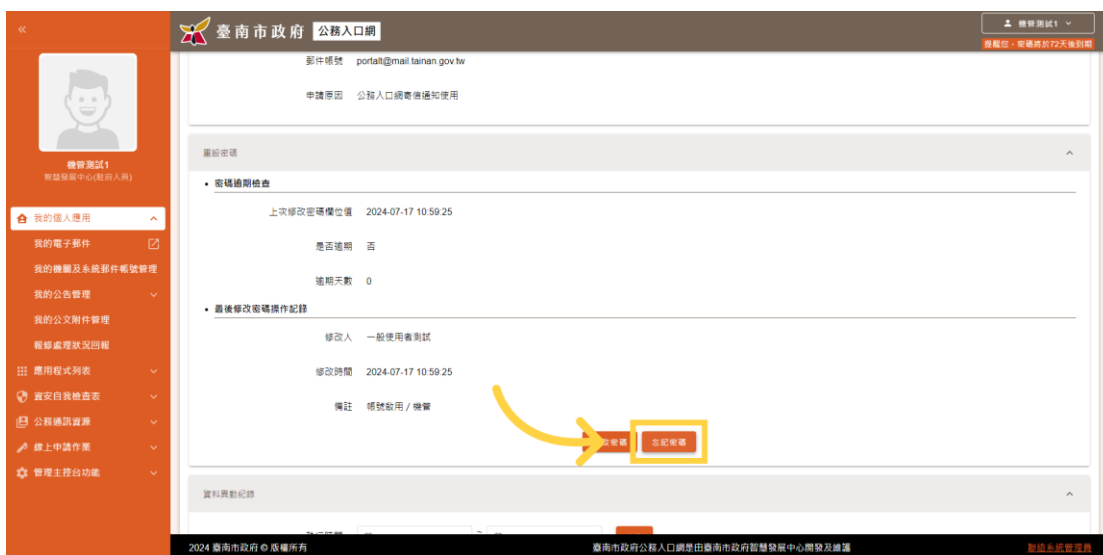 «
臺南市政府 公務入口網
機管測試1
提醒您,密碼將於72天後到期
機管測試1
智慧發展中心(駐府人員)
我的個人應用
我的電子郵件
我的機關及系統郵件帳號管理
我的公告管理
我的公文附件管理
報修處理狀況回報
應用程式列表
資安自我檢查表
公務通訊資源
線上申請作業
管理主控台功能
郵件帳號 portalt@mail.tainan.gov.tw
申請原因 公務入口網寄信通知使用
重設密碼
• 密碼逾期檢查
上次修改密碼欄位值 2024-07-17 10:59:25
是否逾期 否
逾期天數 0
• 最後修改密碼操作記錄
修改人 一般使用者測試
修改時間 2024-07-17 10:59:25
備註 帳號啟用 / 機管
密碼 忘記密碼
資料異動紀錄
~
2024 臺南市政府 © 版權所有
臺南市政府公務入口網是由臺南市政府智慧發展中心開發及維護
聯絡系統管理員